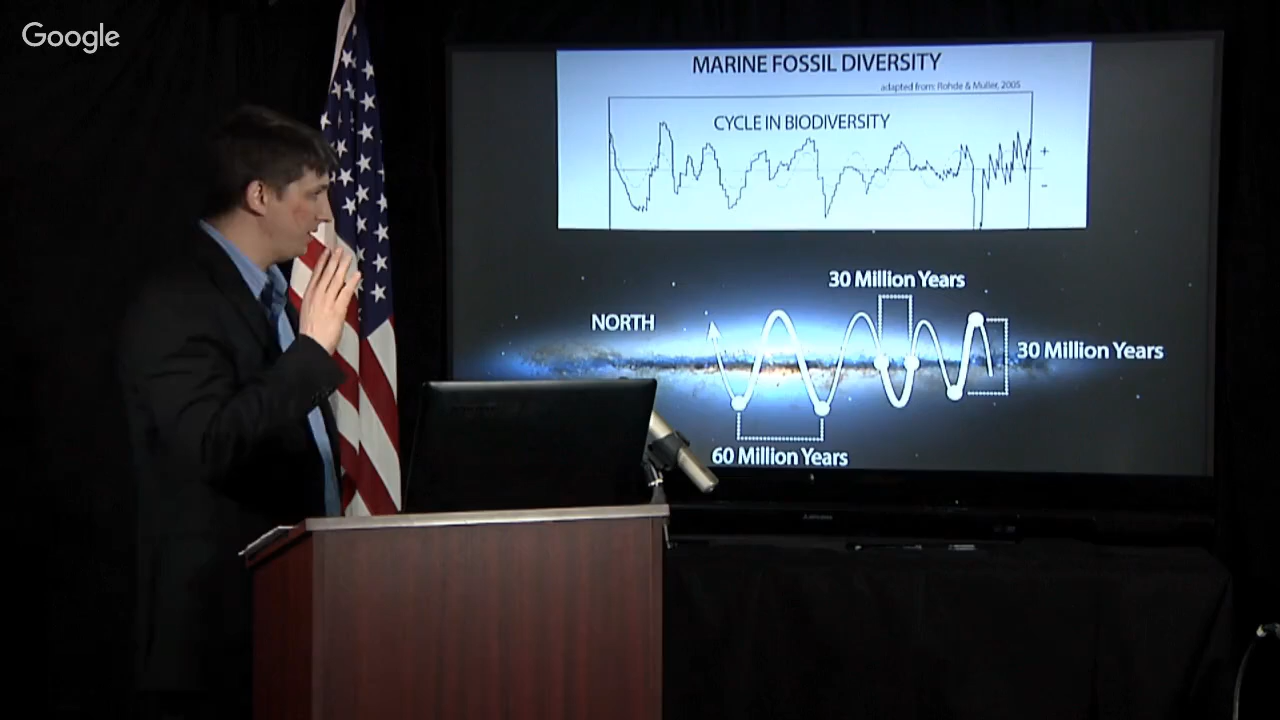 Google
MARINE FOSSIL DIVERSITY
adapted from: Rohde & Muller, 2005
CYCLE IN BIODIVERSITY
+
-
30 Million Years
NORTH
30 Million Years
60 Million Years